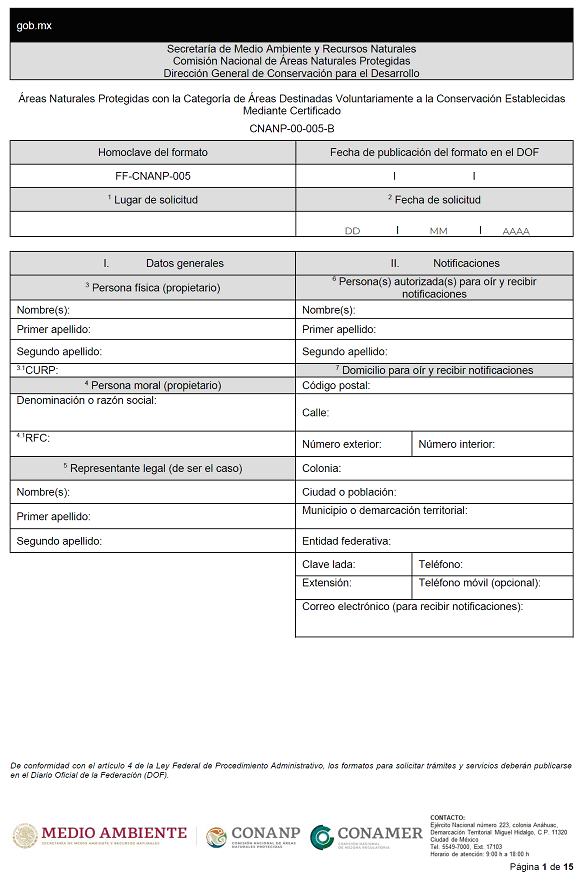 gob.mx
Secretaría de Medio Ambiente y Recursos Naturales
Comisión Nacional de Áreas Naturales Protegidas
Dirección General de Conservación para el Desarrollo
Áreas Naturales Protegidas con la Categoría de Áreas Destinadas Voluntariamente a la Conservación Establecidas
Mediante Certificado
CNANP-00-005-B
Homoclave del formato
Fecha de publicación del formato en el DOF
FF-CNANP-005
| |
1 Lugar de solicitud
2 Fecha de solicitud
DD | MM | AAAA
I. Datos generales
3 Persona física (propietario)
Nombre(s):
Primer apellido:
Segundo apellido:
3.1CURP:
4 Persona moral (propietario)
Denominación o razón social:
4.1RFC:
5 Representante legal (de ser el caso)
Nombre(s):
Primer apellido:
Segundo apellido:
II. Notificaciones
6 Persona(s) autorizada(s) para oír y recibir
notificaciones
Nombre(s):
Primer apellido:
Segundo apellido:
7 Domicilio para oír y recibir notificaciones
Código postal:
Calle:
Número exterior: Número interior:
Colonia:
Ciudad o población:
Municipio o demarcación territorial:
Entidad federativa:
Clave lada: Teléfono:
Extensión: Teléfono móvil (opcional):
Correo electrónico (para recibir notificaciones):
De conformidad con el artículo 4 de la Ley Federal de Procedimiento Administrativo, los formatos para solicitar trámites y servicios deberán publicarse
en el Diario Oficial de la Federación (DOF).
MEDIO AMBIENTE
SECRETARÍA DE MEDIO AMBIENTE Y RECURSOS NATURALES
CONANP
COMISIÓN NACIONAL DE ÁREAS
NATURALES PROTEGIDAS
CONAMER
COMISIÓN NACIONAL
DE MEJORA REGULATORIA
CONTACTO:
Ejército Nacional número 223, colonia Anáhuac,
Demarcación Territorial Miguel Hidalgo, C.P. 11320
Ciudad de México
Tel. 5549-7000, Ext. 17103
Horario de atención: 9:00 h a 18:00 h
Página 1 de 15